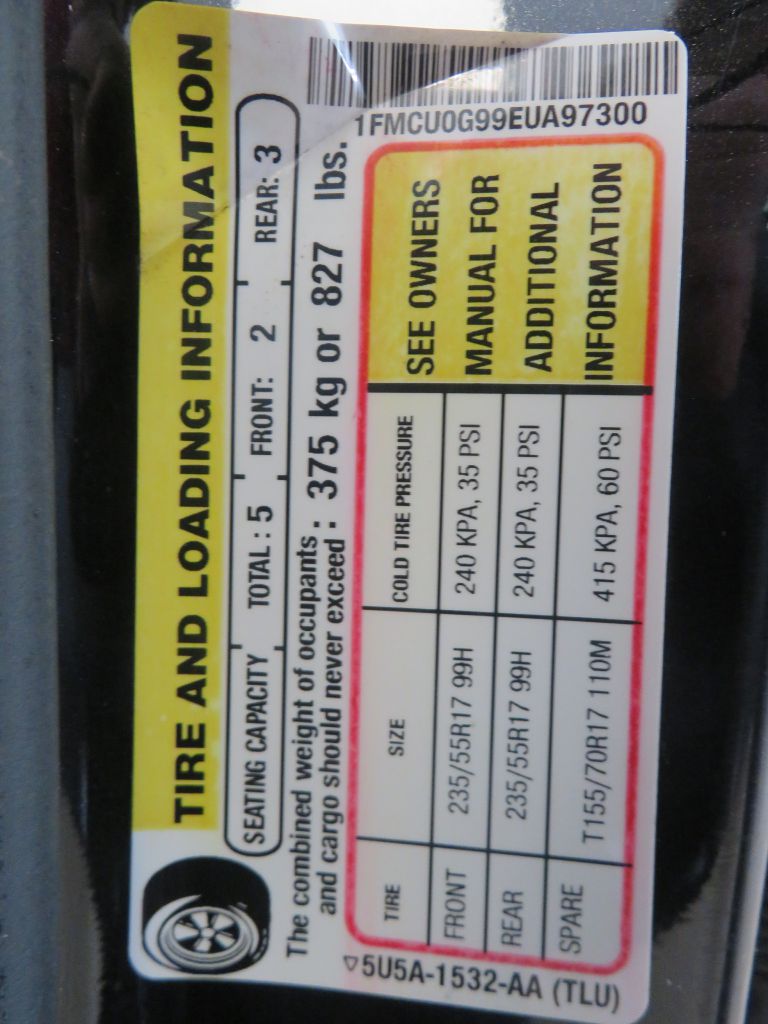 TIRE AND LOADING INFORMATION
SEATING CAPACITY TOTAL : 5 FRONT: 2 REAR: 3
The combined weight of occupants
and cargo should never exceed : 375 kg or 827 lbs.
TIRE SIZE COLD TIRE PRESSURE
FRONT 235/55R17 99H 240 KPA, 35 PSI
REAR 235/55R17 99H 240 KPA, 35 PSI
SPARE T155/70R17 110M 415 KPA, 60 PSI
SEE OWNERS
MANUAL FOR
ADDITIONAL
INFORMATION
5U5A-1532-AA (TLU)
1FMCU0G99EUA97300